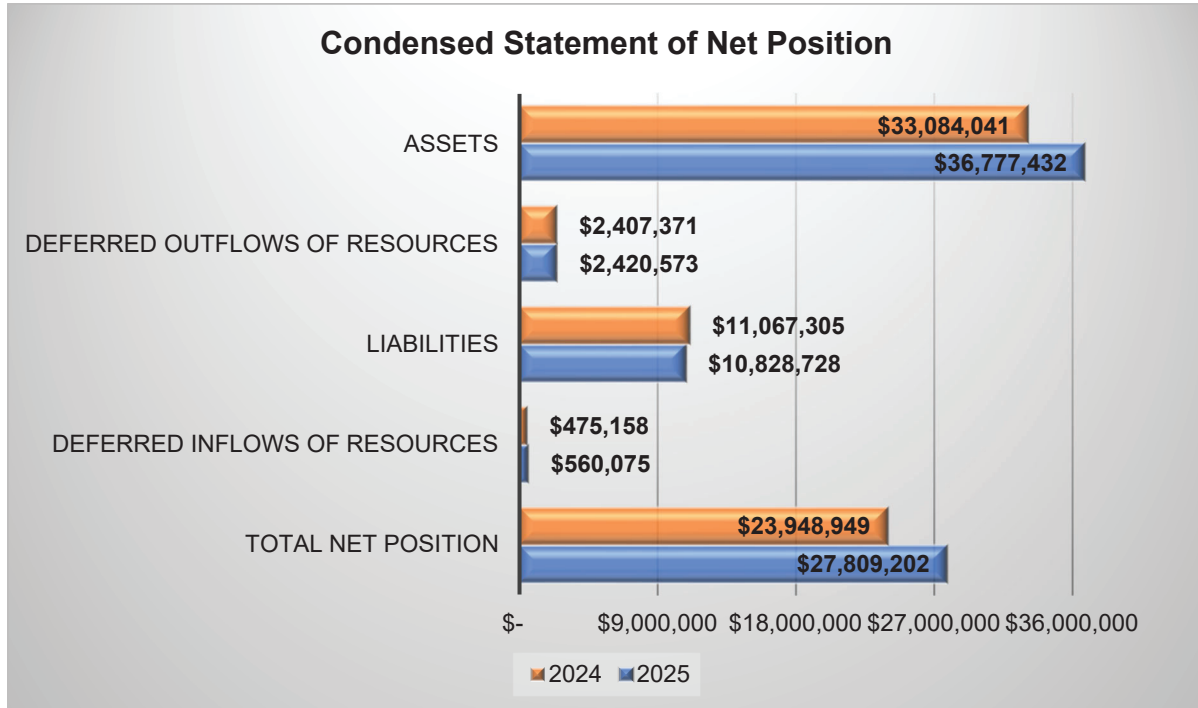 Condensed Statement of Net Position
ASSETS
$33,084,041
$36,777,432
DEFERRED OUTFLOWS OF RESOURCES
$2,407,371
$2,420,573
LIABILITIES
$11,067,305
$10,828,728
DEFERRED INFLOWS OF RESOURCES
$475,158
$560,075
TOTAL NET POSITION
$23,948,949
$27,809,202
$- $9,000,000 $18,000,000 $27,000,000 $36,000,000
2024 2025